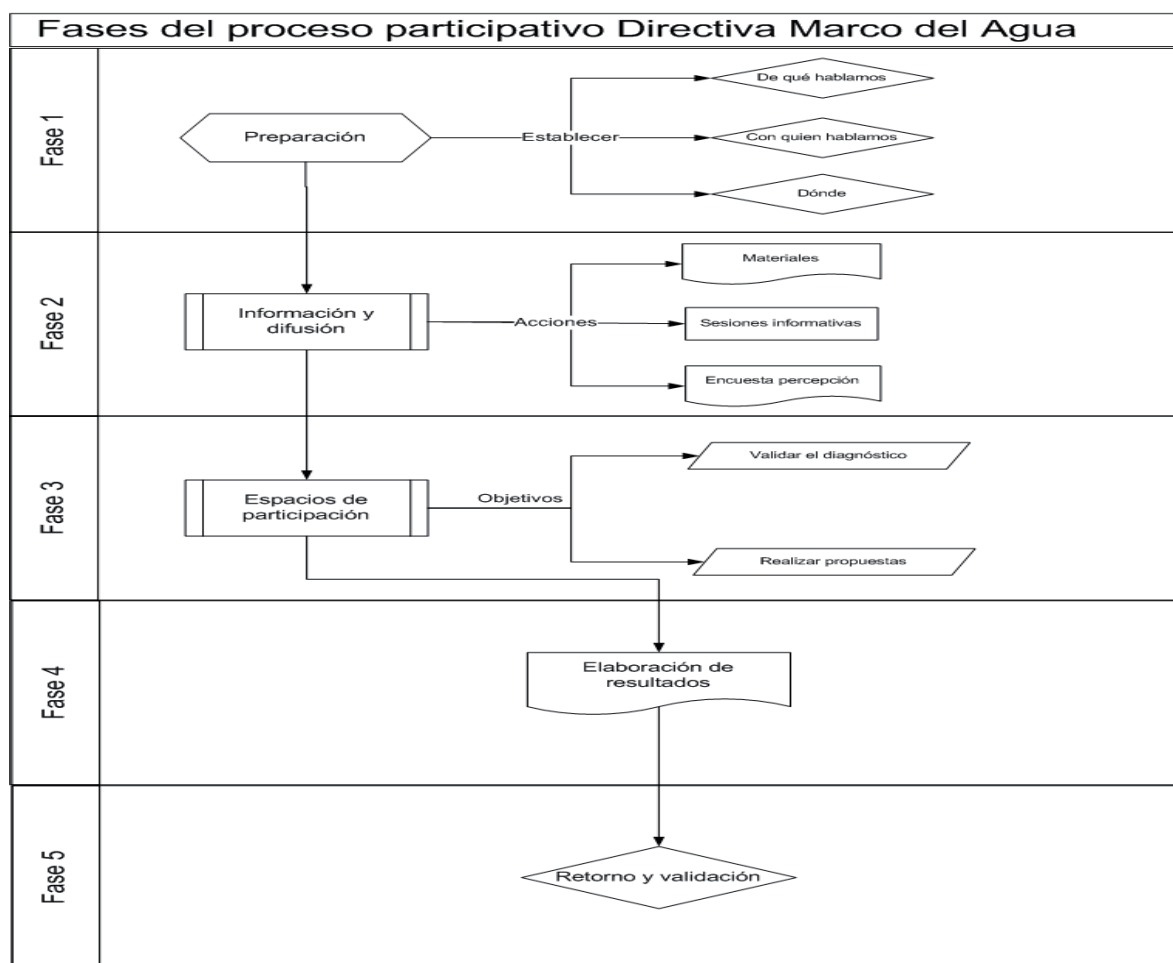 Fases del proceso participativo Directiva Marco del Agua
Fase 1
Preparación
Establecer
De qué hablamos
Con quien hablamos
Dónde
Fase 2
Información y
difusión
Acciones
Materiales
Sesiones informativas
Encuesta percepción
Fase 3
Espacios de
participación
Objetivos
Validar el diagnóstico
Realizar propuestas
Fase 4
Elaboración de
resultados
Fase 5
Retorno y validación